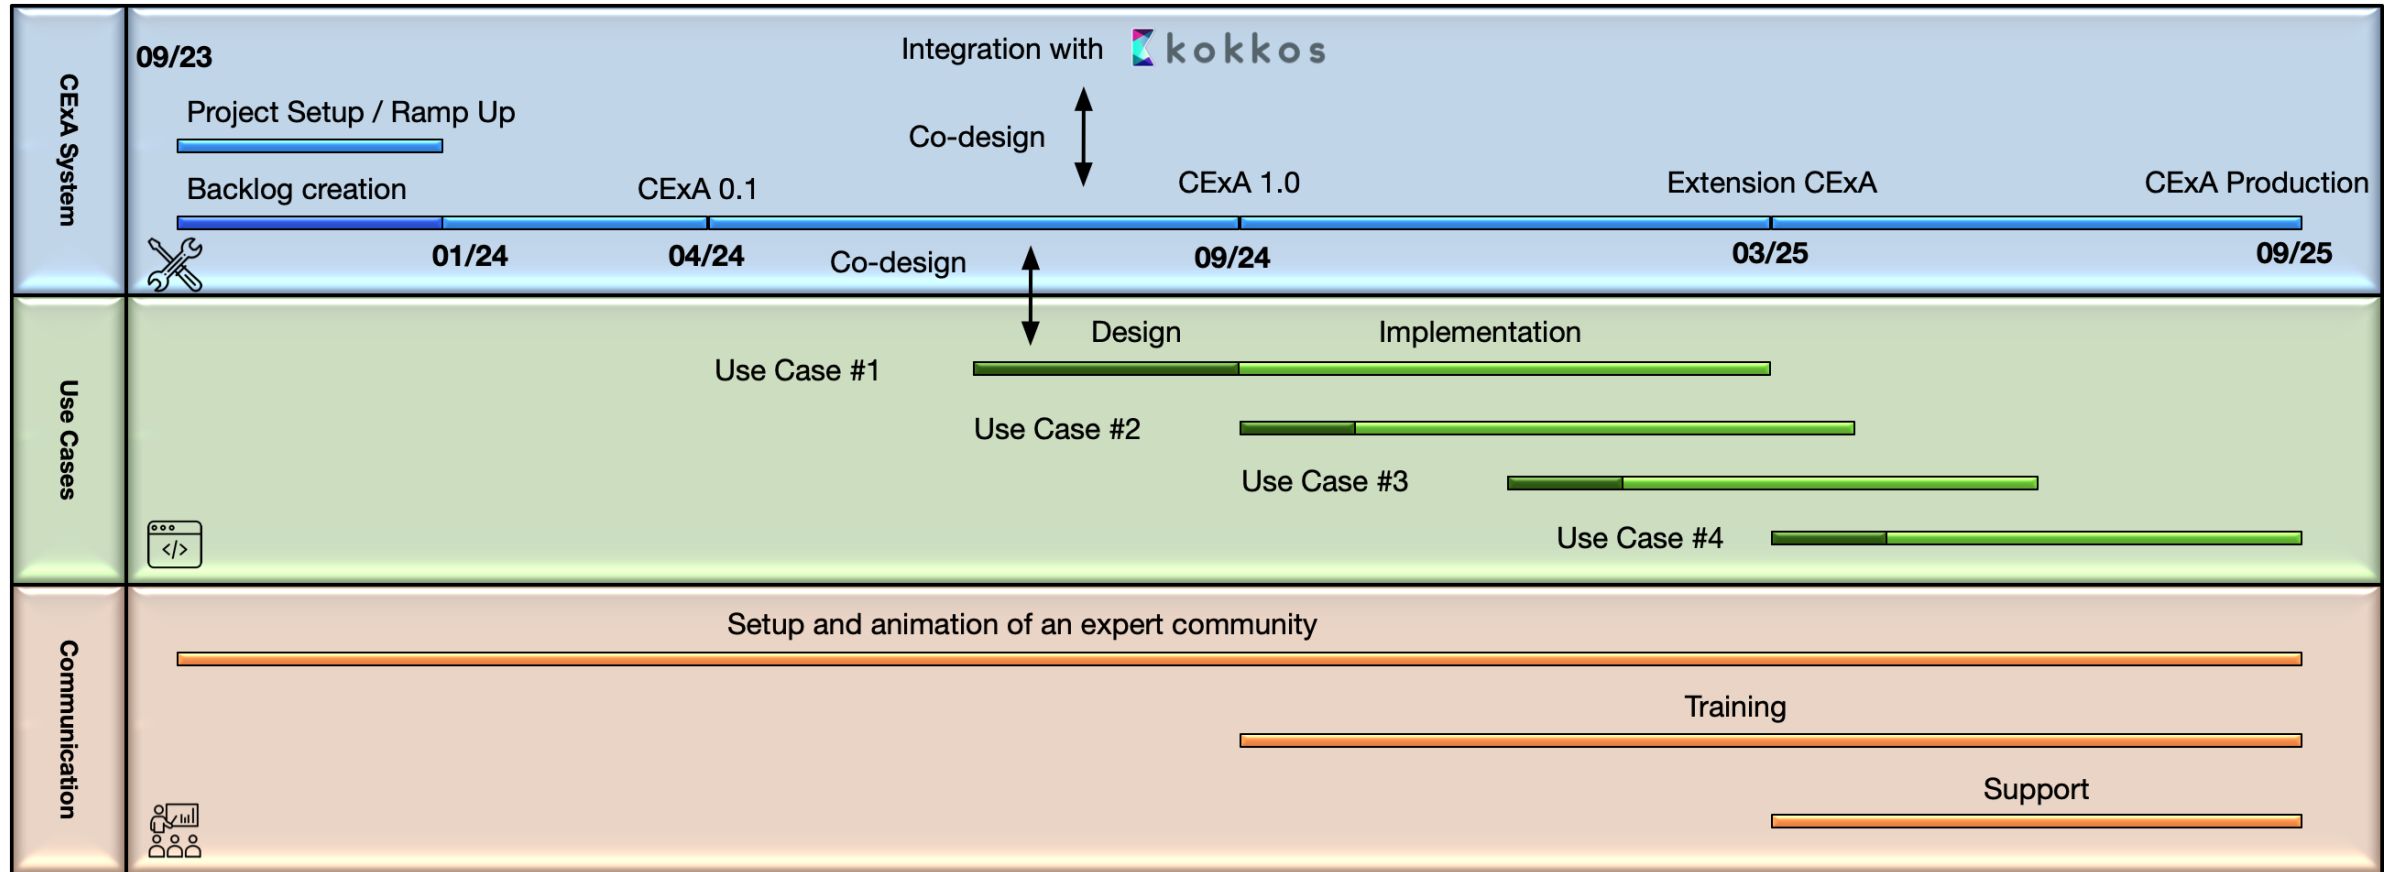 CExA System
09/23
Integration with kokkos
Project Setup / Ramp Up
Co-design
Backlog creation
CExA 0.1
CExA 1.0
Extension CExA
CExA Production
01/24
04/24
Co-design
09/24
03/25
09/25
Use Cases
Design
Implementation
Use Case #1
Use Case #2
Use Case #3
Use Case #4
</>
Communication
Setup and animation of an expert community
Training
Support